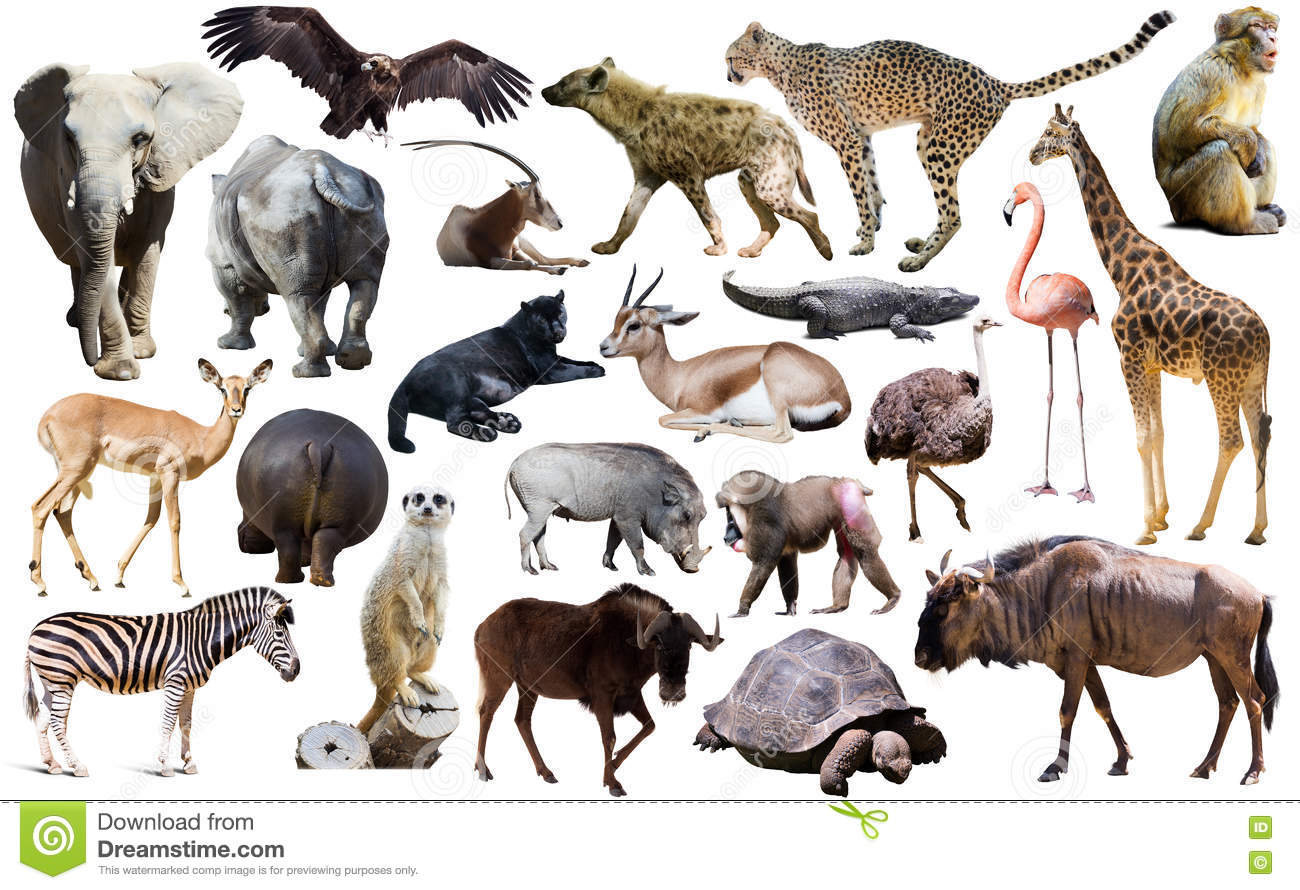 Download from
Dreamstime.com
This watermarked comp image is for previewing purposes only.
ID
©